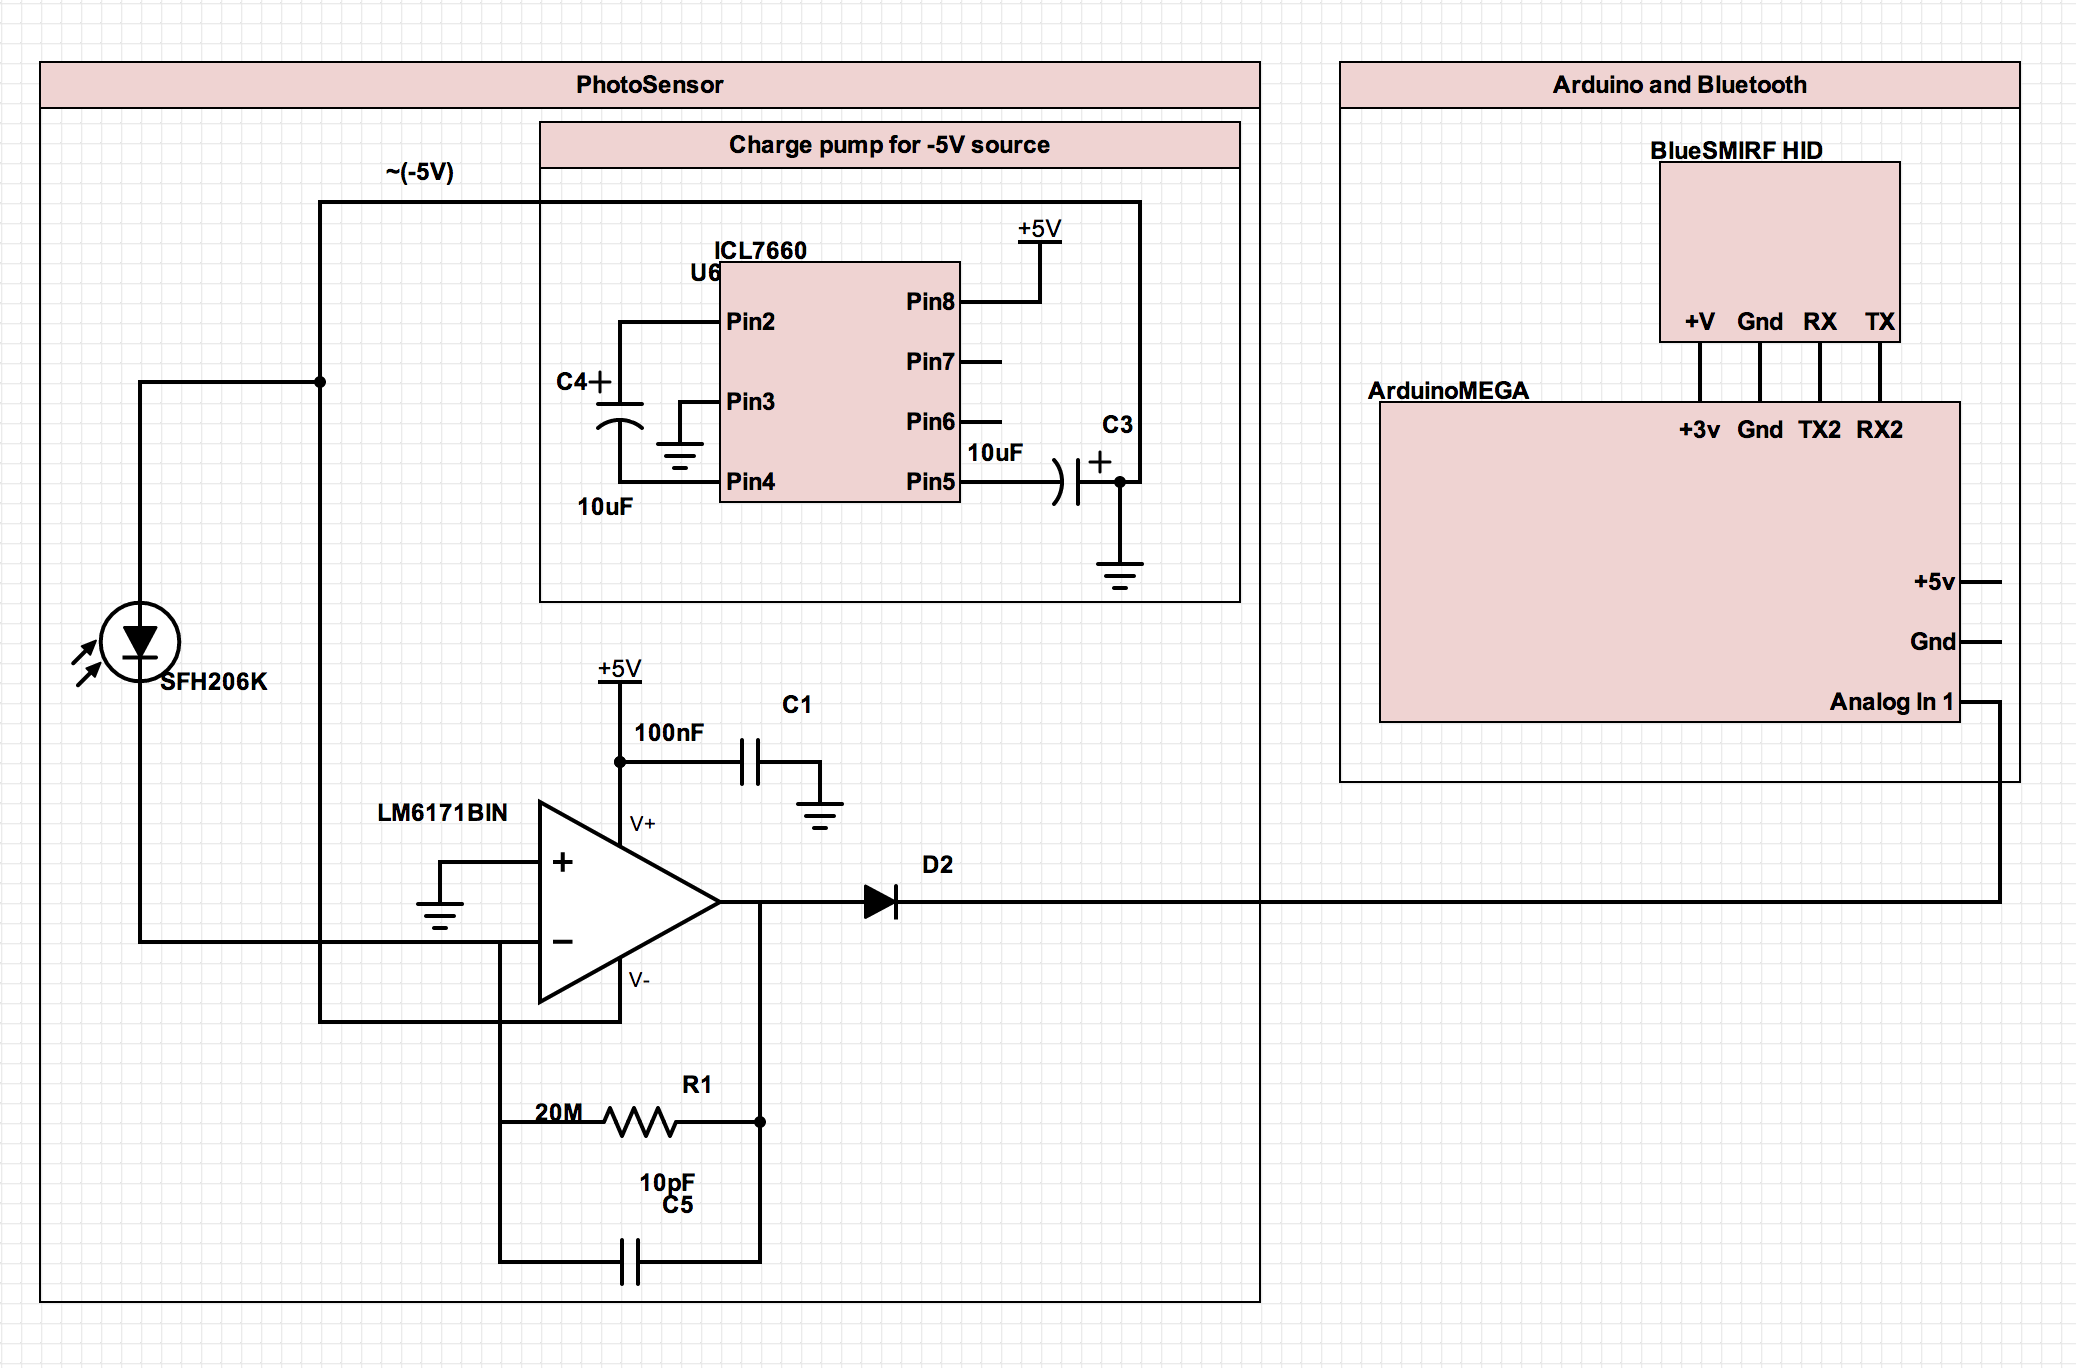 PhotoSensor
Charge pump for -5V source
~(-5V)
+5V
ICL7660
U6
Pin2
Pin3
Pin4
Pin8
Pin7
Pin6
Pin5
C4
10uF
C3
10uF
SFH206K
+5V
C1
100nF
LM6171BIN
V+
V-
D2
R1
20M
10pF
C5
Arduino and Bluetooth
BlueSMIRF HID
+V Gnd RX TX
ArduinoMEGA
+3v Gnd TX2 RX2
+5v
Gnd
Analog In 1